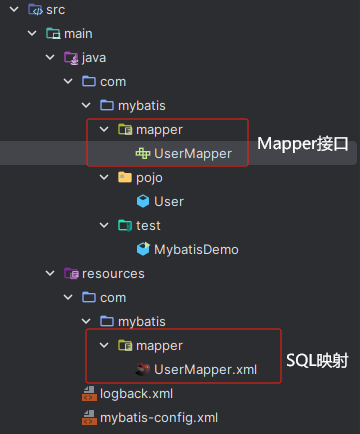 src
main
java
com
mybatis
mapper
UserMapper
Mapper接口
pojo
User
test
MybatisDemo
resources
com
mybatis
mapper
UserMapper.xml
SQL映射
logback.xml
mybatis-config.xml